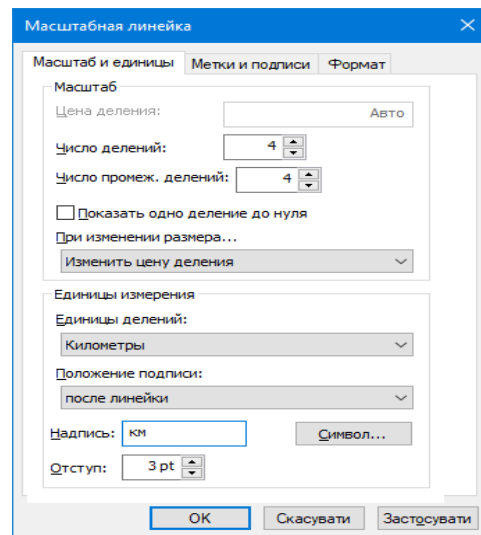 Масштабная линейка
Масштаб и единицы Метки и подписи Формат
Масштаб
Цена деления: Авто
Число делений: 4
Число промеж. делений: 4
Показать одно деление до нуля
При изменении размера...
Изменить цену деления
Единицы измерения
Единицы делений:
Километры
Положение подписи:
после линейки
Надпись: км Символ...
Отступ: 3 pt
OK Скасувати Застосувати